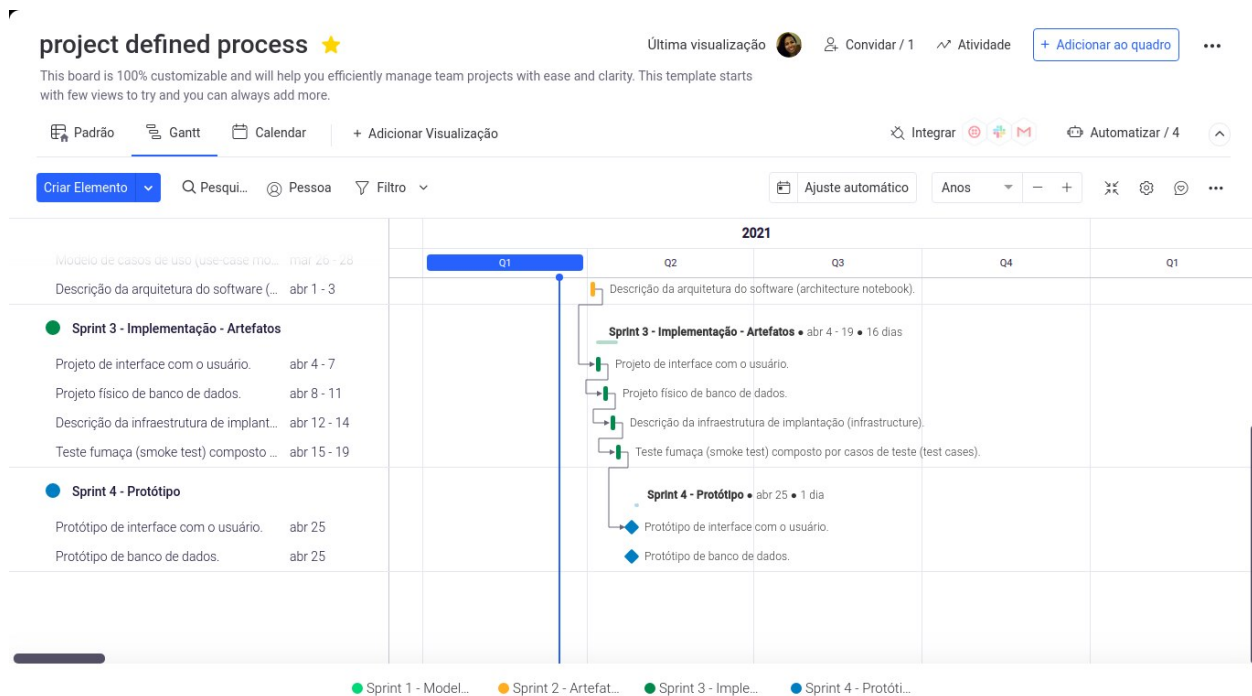 project defined process
Última visualização
Convidar / 1
Atividade
+ Adicionar ao quadro
This board is 100% customizable and will help you efficiently manage team projects with ease and clarity. This template starts
with few views to try and you can always add more.
Padrão
Gantt
Calendar
+ Adicionar Visualização
Integrar
Automatizar / 4
Criar Elemento
Pesqui...
Pessoa
Filtro
Ajuste automático
Anos
2021
Q1
Q2
Q3
Q4
Q1
Modelo de casos de uso (use-case mo... mar 26 - 28
Descrição da arquitetura do software (... abr 1 - 3
Descrição da arquitetura do software (architecture notebook).
Sprint 3 - Implementação - Artefatos
Sprint 3 - Implementação - Artefatos • abr 4 - 19 • 16 dias
Projeto de interface com o usuário. abr 4 - 7
Projeto de interface com o usuário.
Projeto físico de banco de dados. abr 8 - 11
Projeto físico de banco de dados.
Descrição da infraestrutura de implant... abr 12 - 14
Descrição da infraestrutura de implantação (infrastructure).
Teste fumaça (smoke test) composto ... abr 15 - 19
Teste fumaça (smoke test) composto por casos de teste (test cases).
Sprint 4 - Protótipo
Sprint 4 - Protótipo • abr 25 • 1 dia
Protótipo de interface com o usuário. abr 25
Protótipo de interface com o usuário.
Protótipo de banco de dados. abr 25
Protótipo de banco de dados.
Sprint 1 - Model...
Sprint 2 - Artefat...
Sprint 3 - Imple...
Sprint 4 - Protóti...